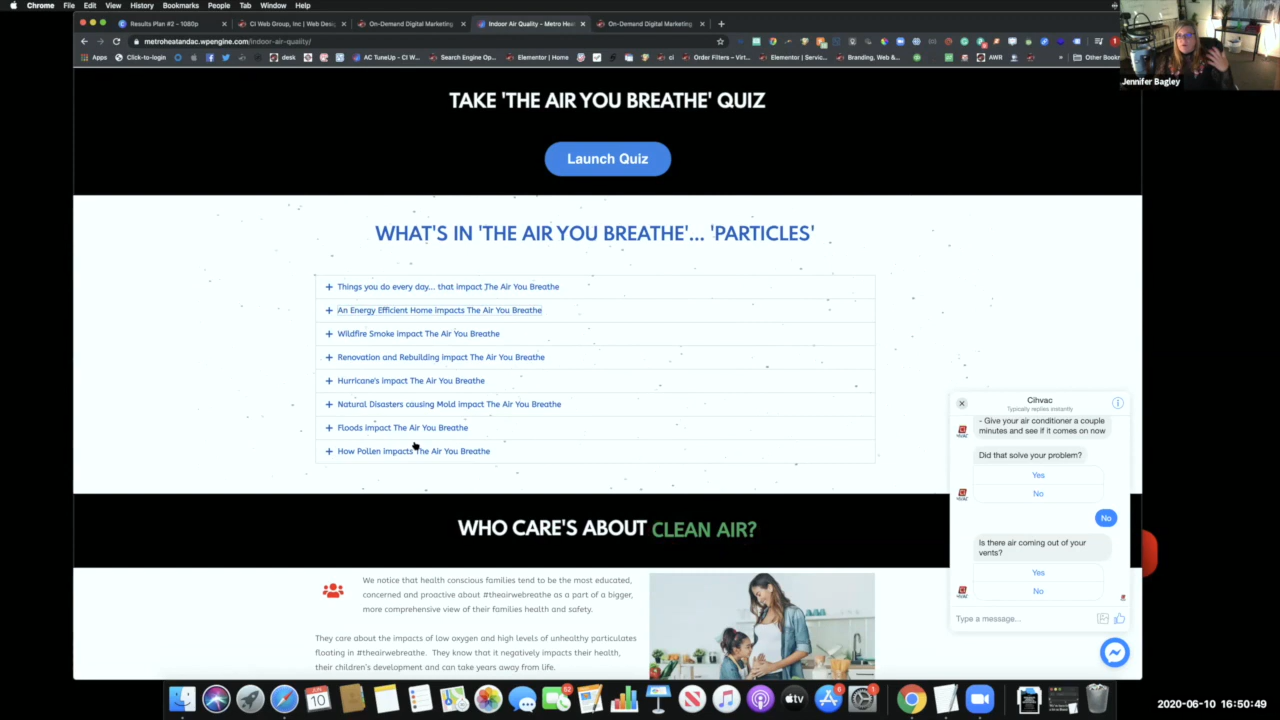 Chrome File Edit View History Bookmarks People Tab Window Help
Results Plan #2 - 1080p
CI Web Group, Inc | Web Desig
On-Demand Digital Marketing
Indoor Air Quality - Metro Hea
On-Demand Digital Marketing
metroheatandac.wpengine.com/indoor-air-quality/
Apps Click-to-login desk AC TuneUp - CI W... Search Engine Op... Elementor | Home ci Order Filters – Virt... Elementor | Servic... Branding, Web &... AWR » Other Bookm
Jennifer Bagley
TAKE 'THE AIR YOU BREATHE' QUIZ
Launch Quiz
WHAT'S IN 'THE AIR YOU BREATHE'... 'PARTICLES'
+ Things you do every day... that impact The Air You Breathe
+ An Energy Efficient Home impacts The Air You Breathe
+ Wildfire Smoke impact The Air You Breathe
+ Renovation and Rebuilding impact The Air You Breathe
+ Hurricane's impact The Air You Breathe
+ Natural Disasters causing Mold impact The Air You Breathe
+ Floods impact The Air You Breathe
+ How Pollen impacts The Air You Breathe
WHO CARE'S ABOUT CLEAN AIR?
We notice that health conscious families tend to be the most educated,
concerned and proactive about #theairwebreathe as a part of a bigger,
more comprehensive view of their families health and safety.
They care about the impacts of low oxygen and high levels of unhealthy particulates
floating in #theairwebreathe. They know that it negatively impacts their health,
their children's development and can take years away from life.
Cihvac
Typically replies instantly
- Give your air conditioner a couple
minutes and see if it comes on now
Did that solve your problem?
Yes
No
No
Is there air coming out of your
vents?
Yes
No
Type a message...
JUN
10
tv
2020-06-10 16:50:49